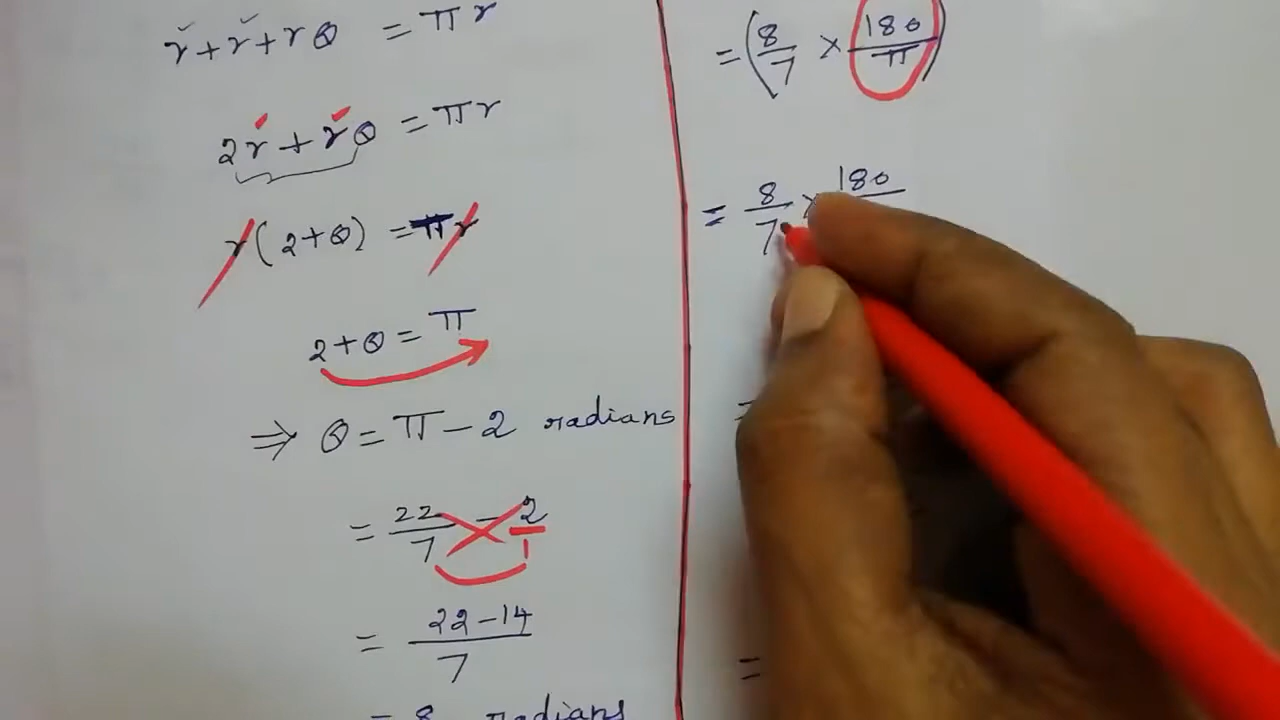 r + r + rθ = πr
2r + rθ = πr
r(2+θ) = πr
2 + θ = π
⇒ θ = π - 2 radians
= 22/7 - 2/1
= 22-14/7
= 8 radians
= (8/7 × 180/π)
= 8/7 × 180
=
=